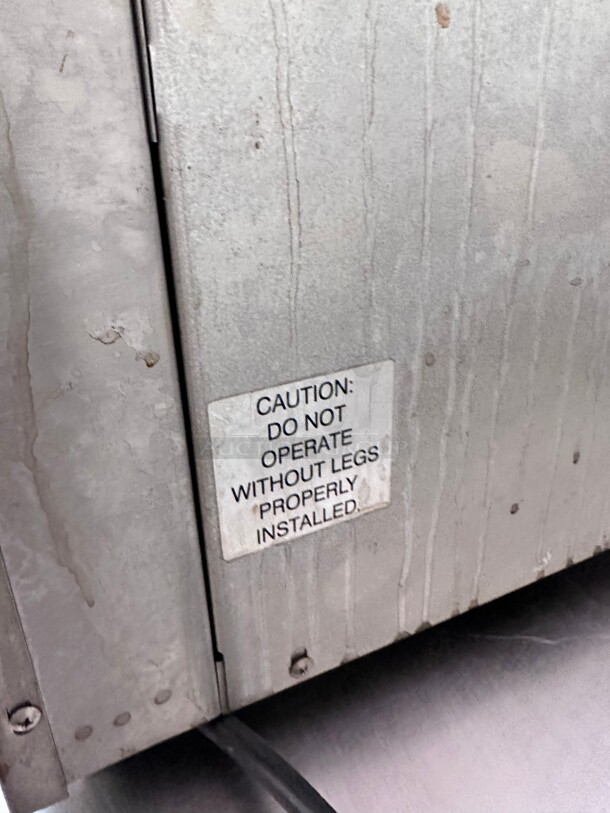 CAUTION:
DO NOT
OPERATE
WITHOUT LEGS
PROPERLY
INSTALLED.